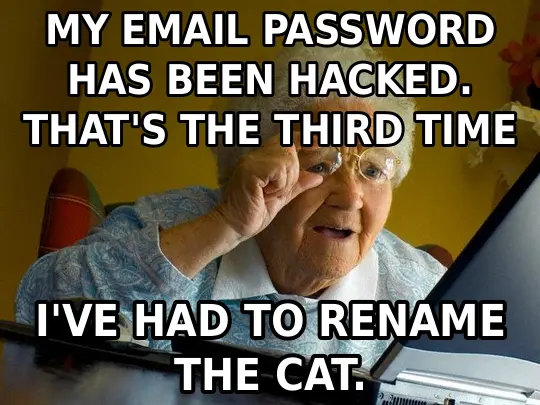 MY EMAIL PASSWORD
HAS BEEN HACKED.
THAT'S THE THIRD TIME
I'VE HAD TO RENAME
THE CAT.